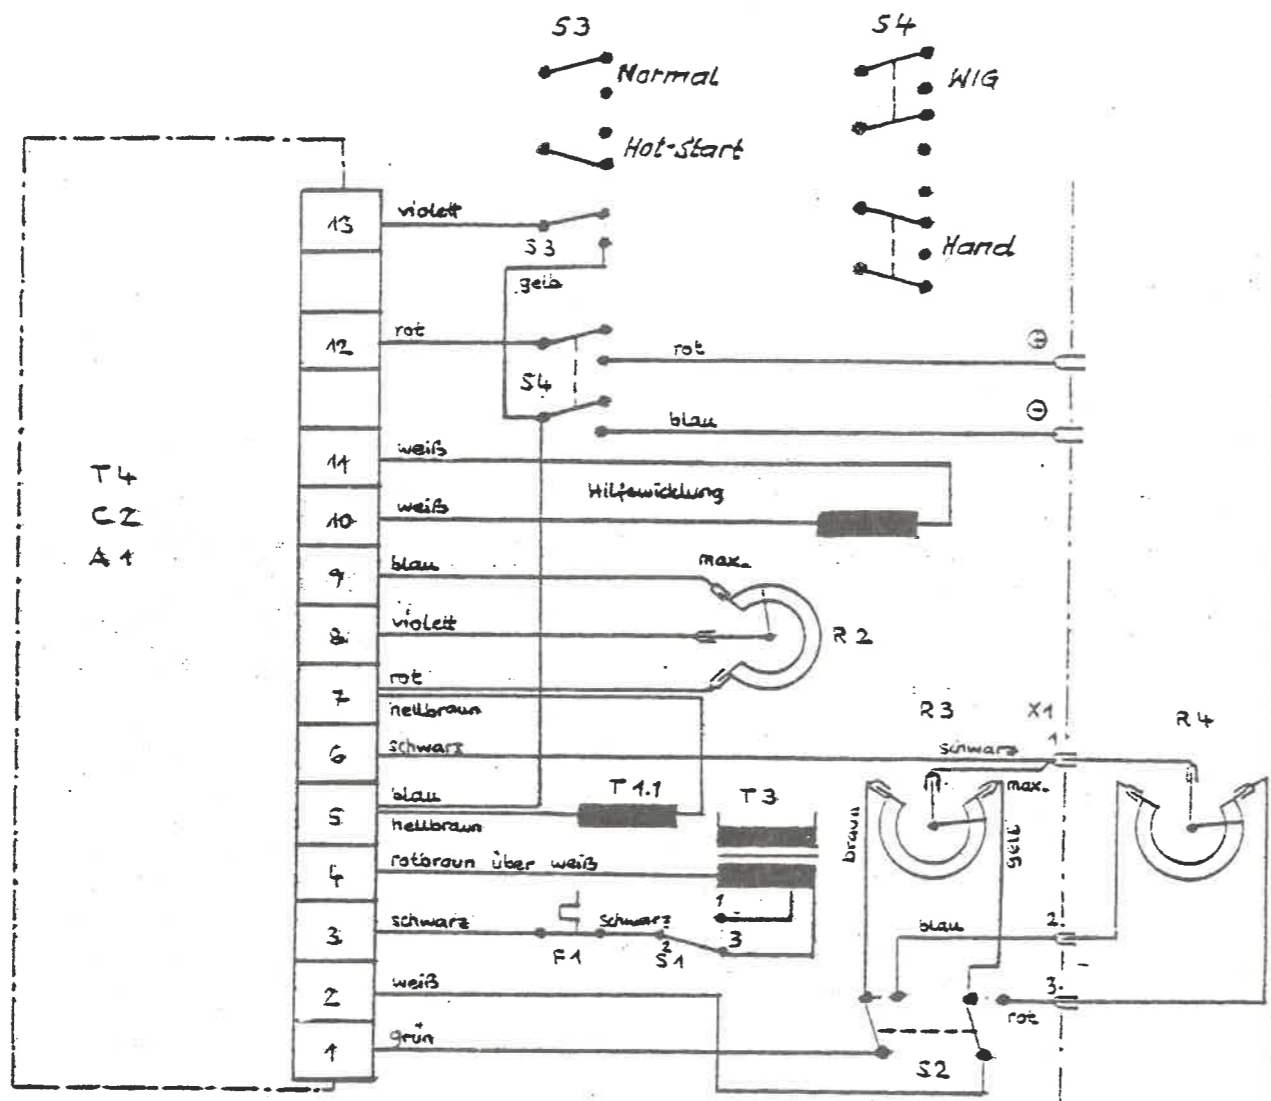 S3
S4
Normal
WIG
Hot-Start
Hand
13
violett
S3
gelb
12
rot
rot
⊕
S4
blau
⊖
11
weiß
Hilfswicklung
10
weiß
T4
C2
A1
9
blau
max.
8
violett
R2
7
rot
hellbraun
R3
X1
R4
6
schwarz
schwarz
1.
5
blau
hellbraun
T1.1
T3
max.
braun
gelb
4
rotbraun über weiß
1
3
schwarz
F1
schwarz
2
S1
3
blau
2.
2
weiß
rot
3.
1
grün
S2